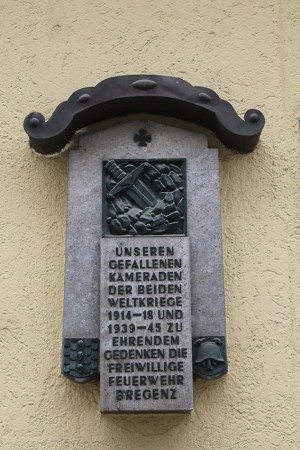 UNSEREN
GEFALLENEN
KAMERADEN
DER BEIDEN
WELTKRIEGE
1914–18 UND
1939–45 ZU
EHRENDEM
GEDENKEN DIE
FREIWILLIGE
FEUERWEHR
BREGENZ